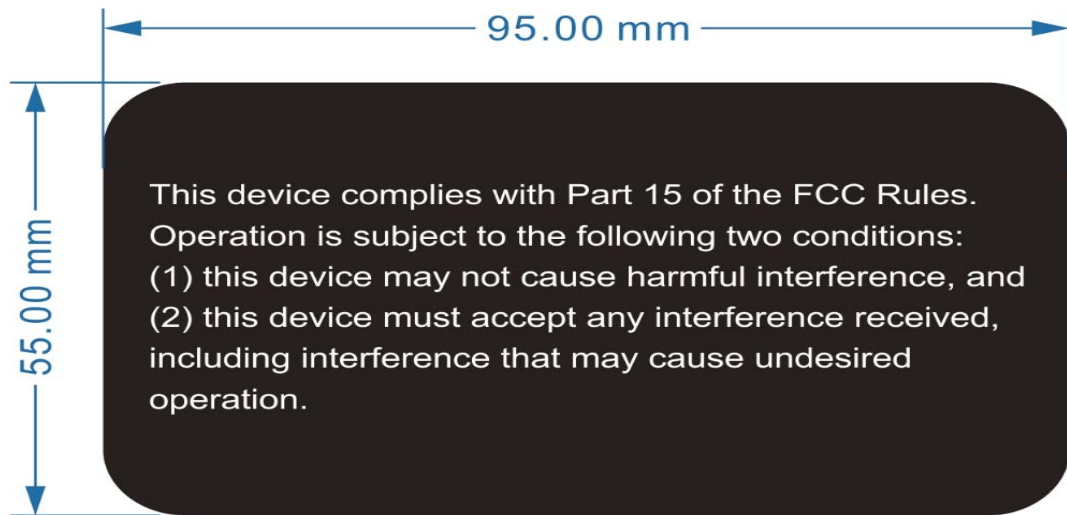 95.00 mm
55.00 mm
This device complies with Part 15 of the FCC Rules.
Operation is subject to the following two conditions:
(1) this device may not cause harmful interference, and
(2) this device must accept any interference received,
including interference that may cause undesired
operation.